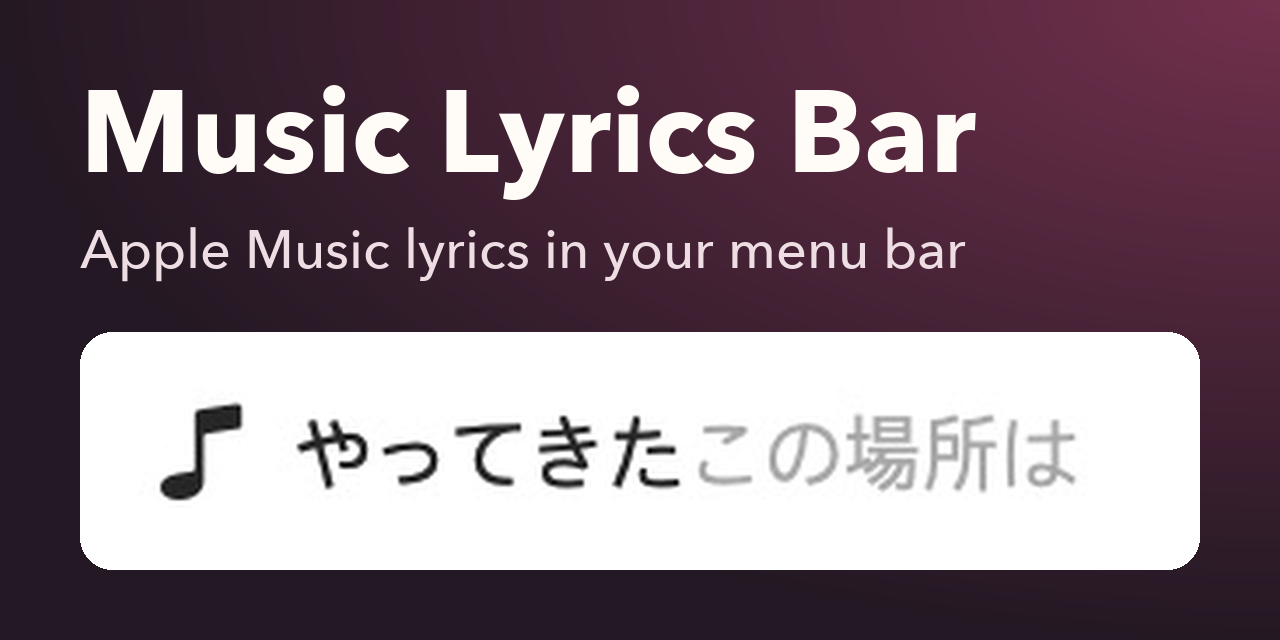 Music Lyrics Bar
Apple Music lyrics in your menu bar
やってきたこの場所は